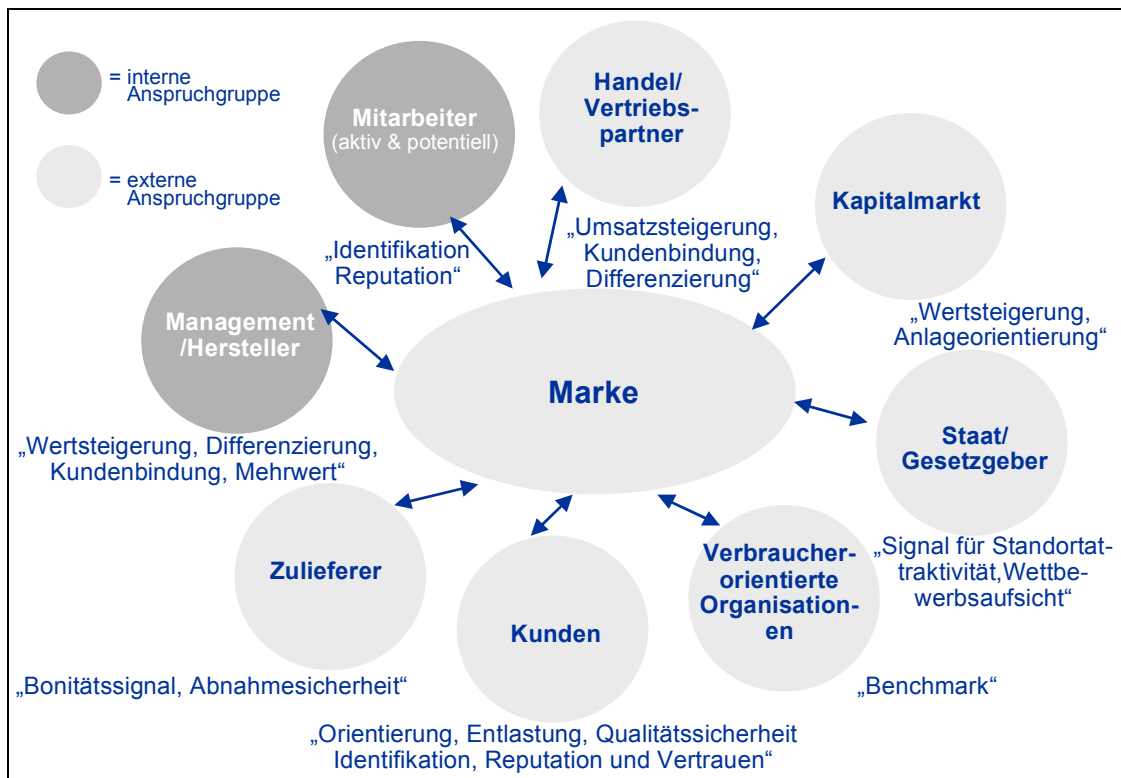 = interne
Anspruchgruppe
= externe
Anspruchgruppe
Mitarbeiter
(aktiv & potentiell)
Handel/
Vertriebs-
partner
Kapitalmarkt
„Identifikation
Reputation“
„Umsatzsteigerung,
Kundenbindung,
Differenzierung“
„Wertsteigerung,
Anlageorientierung“
Management
/Hersteller
Marke
Staat/
Gesetzgeber
„Wertsteigerung, Differenzierung,
Kundenbindung, Mehrwert“
Zulieferer
Kunden
Verbraucher-
orientierte
Organisation-
en
„Signal für Standortat-
traktivität,Wettbe-
werbsaufsicht“
„Bonitätssignal, Abnahmesicherheit“
„Benchmark“
„Orientierung, Entlastung, Qualitätssicherheit
Identifikation, Reputation und Vertrauen“